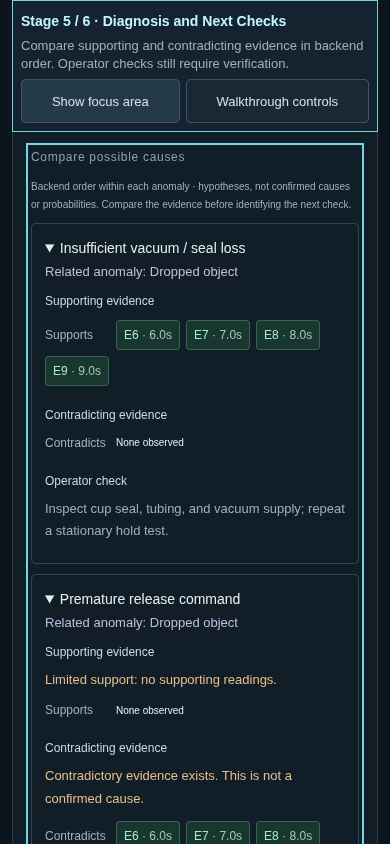 Stage 5 / 6 · Diagnosis and Next Checks
Compare supporting and contradicting evidence in backend
order. Operator checks still require verification.
Show focus area
Walkthrough controls
Compare possible causes
Backend order within each anomaly · hypotheses, not confirmed causes
or probabilities. Compare the evidence before identifying the next check.
▼ Insufficient vacuum / seal loss
Related anomaly: Dropped object
Supporting evidence
Supports E6 · 6.0s E7 · 7.0s E8 · 8.0s
E9 · 9.0s
Contradicting evidence
Contradicts None observed
Operator check
Inspect cup seal, tubing, and vacuum supply; repeat
a stationary hold test.
▼ Premature release command
Related anomaly: Dropped object
Supporting evidence
Limited support: no supporting readings.
Supports None observed
Contradicting evidence
Contradictory evidence exists. This is not a
confirmed cause.
Contradicts E6 · 6.0s E7 · 7.0s E8 · 8.0s